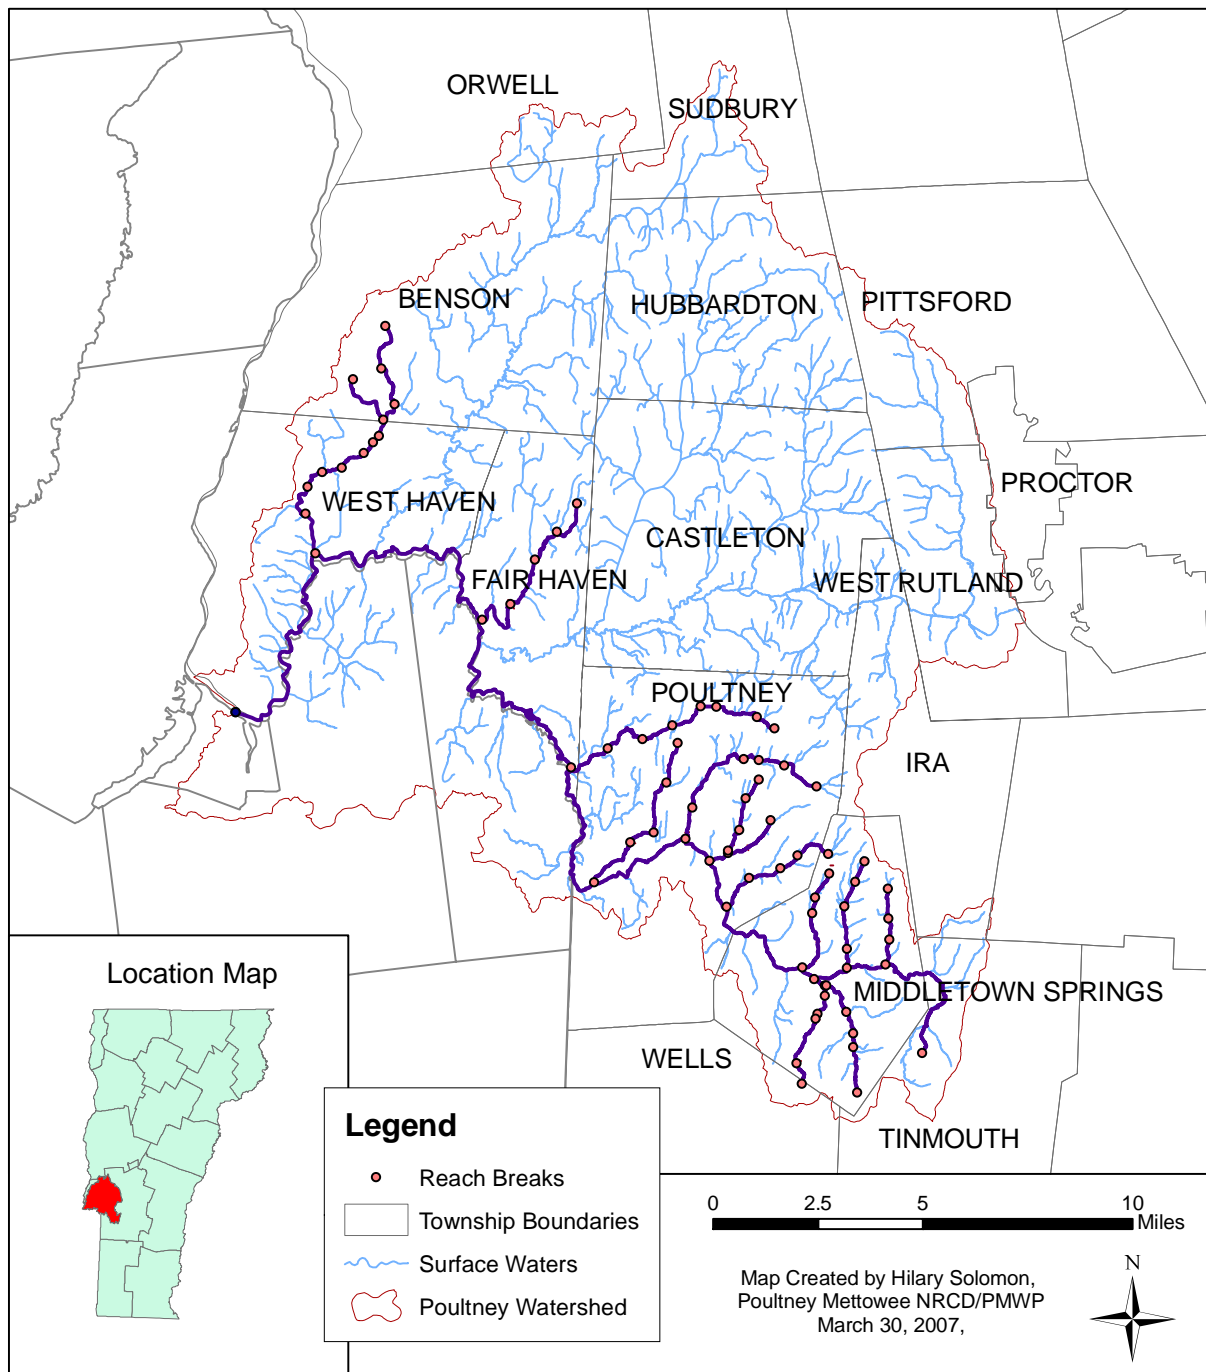 ORWELL
SUDBURY
BENSON
HUBBARDTON
PITTSFORD
WEST HAVEN
PROCTOR
CASTLETON
FAIR HAVEN
WEST RUTLAND
POULTNEY
IRA
MIDDLETOWN SPRINGS
WELLS
TINMOUTH
Location Map
Legend
Reach Breaks
Township Boundaries
Surface Waters
Poultney Watershed
0 2.5 5 10
Miles
Map Created by Hilary Solomon,
Poultney Mettowee NRCD/PMWP
March 30, 2007,
N